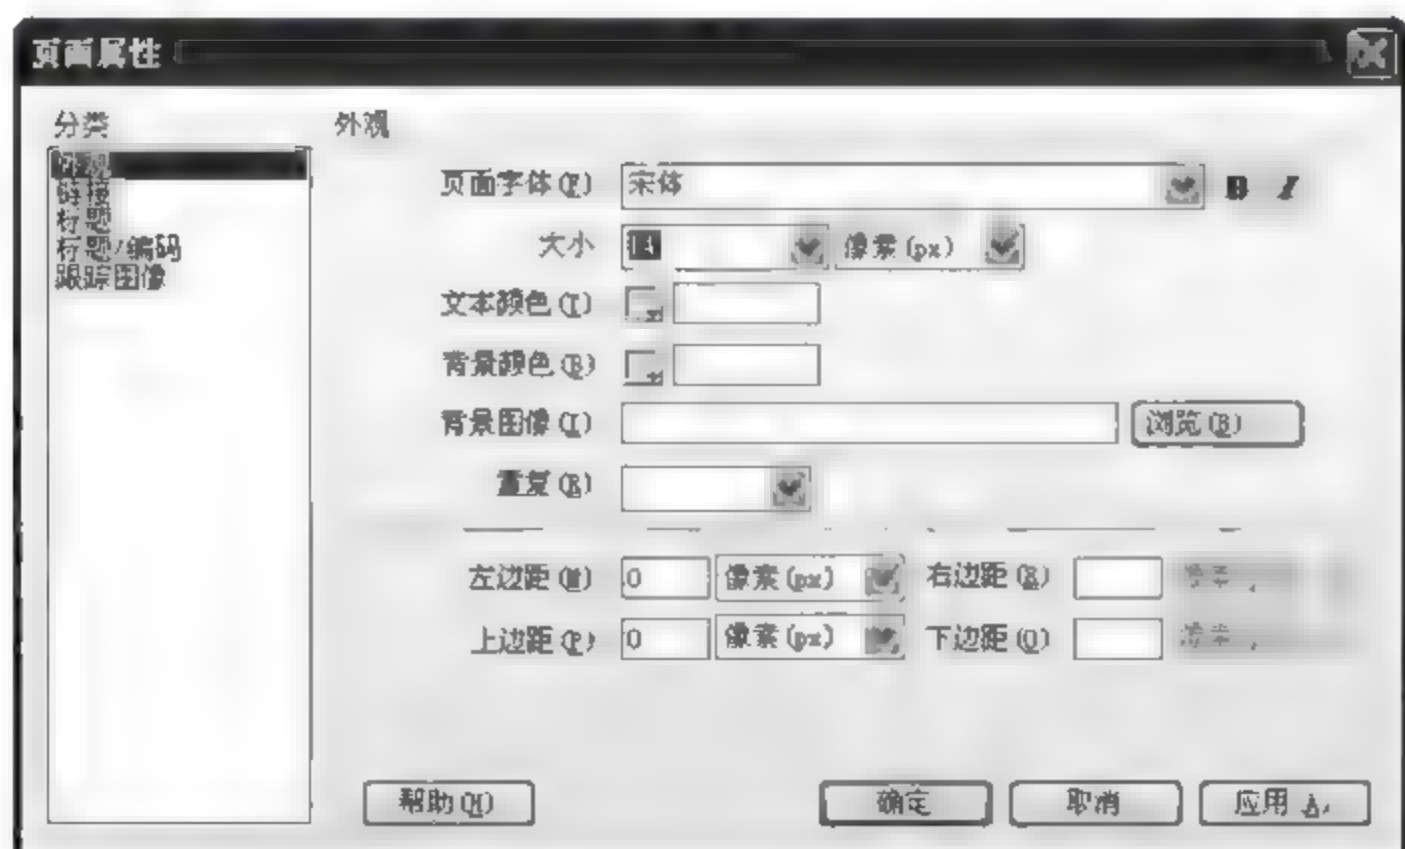 页面属性
分类
外观
外观
链接
标题
标题/编码
跟踪图像
页面字体(F) 宋体 B I
大小 14 像素(px)
文本颜色(T)
背景颜色(B)
背景图像(I) 浏览(B)
重复(R)
左边距(M) 0 像素(px) 右边距(R)
上边距(P) 0 像素(px) 下边距(O)
帮助(H) 确定 取消 应用